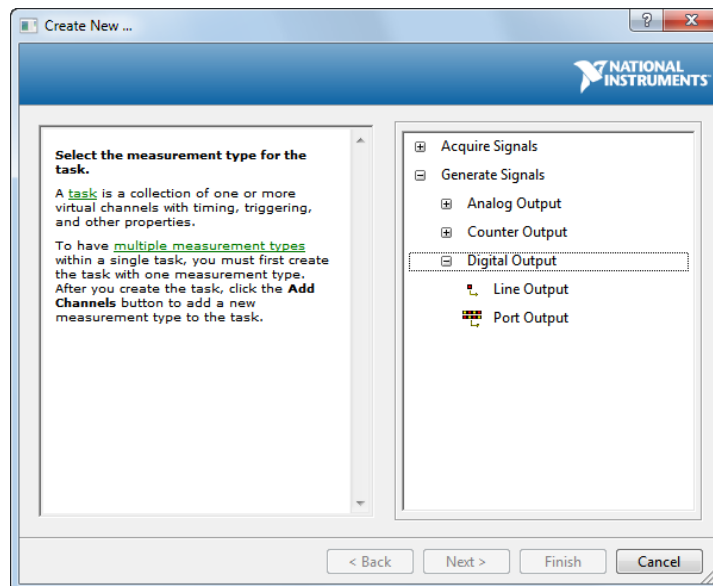 Create New ...
?
X
NATIONAL
INSTRUMENTS
Select the measurement type for the
task.
A task is a collection of one or more
virtual channels with timing, triggering,
and other properties.
To have multiple measurement types
within a single task, you must first create
the task with one measurement type.
After you create the task, click the Add
Channels button to add a new
measurement type to the task.
Acquire Signals
Generate Signals
Analog Output
Counter Output
Digital Output
Line Output
Port Output
< Back
Next >
Finish
Cancel